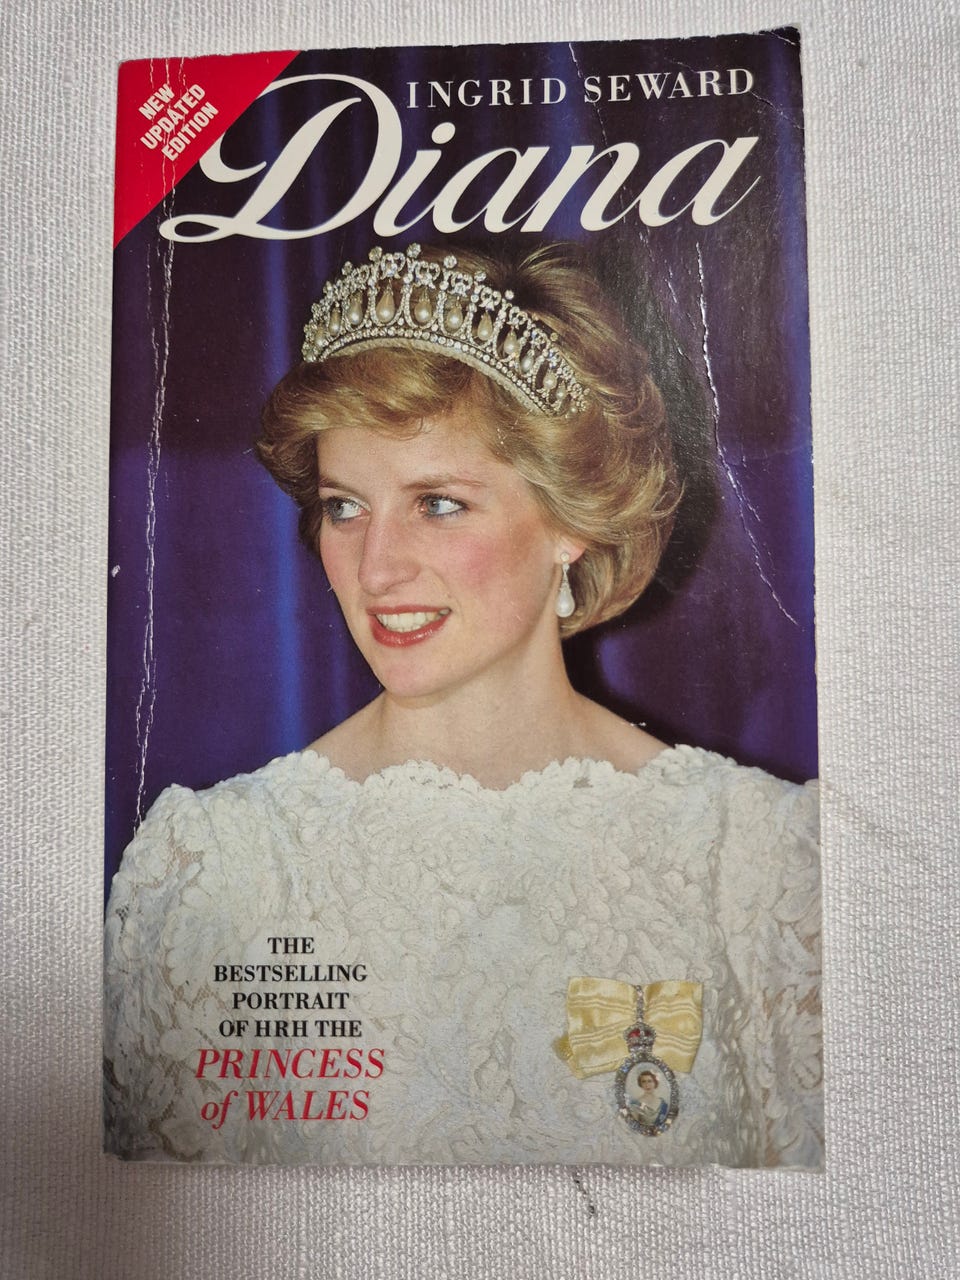 NEW
UPDATED
EDITION
INGRID SEWARD
Diana
THE
BESTSELLING
PORTRAIT
OF HRH THE
PRINCESS
of WALES